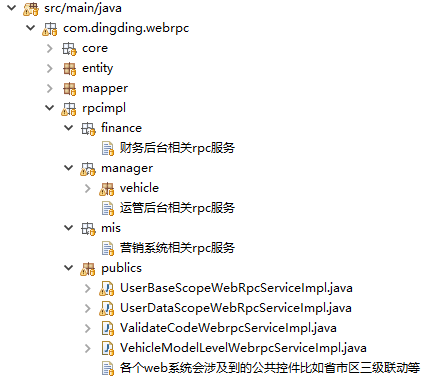 src/main/java
com.dingding.webrpc
core
entity
mapper
rpcimpl
finance
财务后台相关rpc服务
manager
vehicle
运管后台相关rpc服务
mis
营销系统相关rpc服务
publics
UserBaseScopeWebRpcServiceImpl.java
UserDataScopeWebRpcServiceImpl.java
ValidateCodeWebrpcServiceImpl.java
VehicleModelLevelWebrpcServiceImpl.java
各个web系统会涉及到的公共控件比如省市区三级联动等